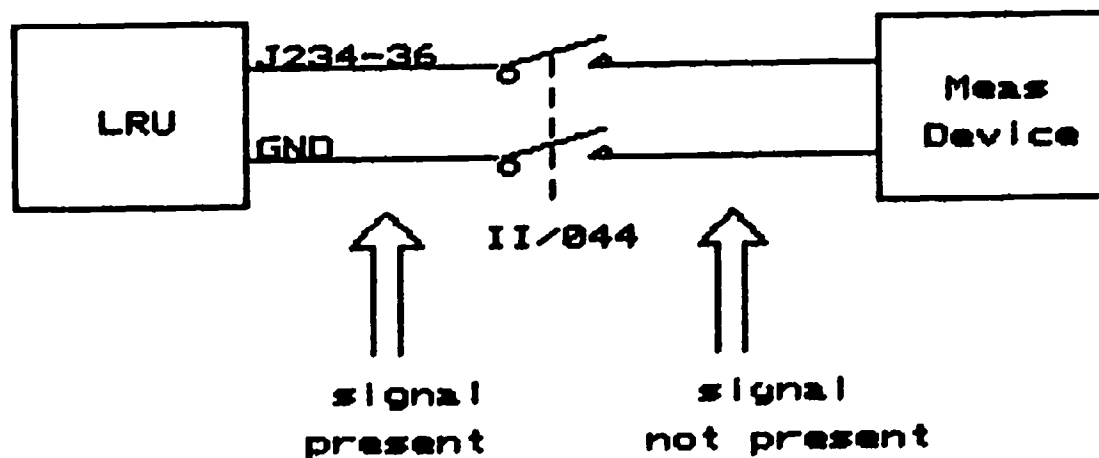 J234-36
LRU
Meas
Device
GND
II/044
signal
present
signal
not present